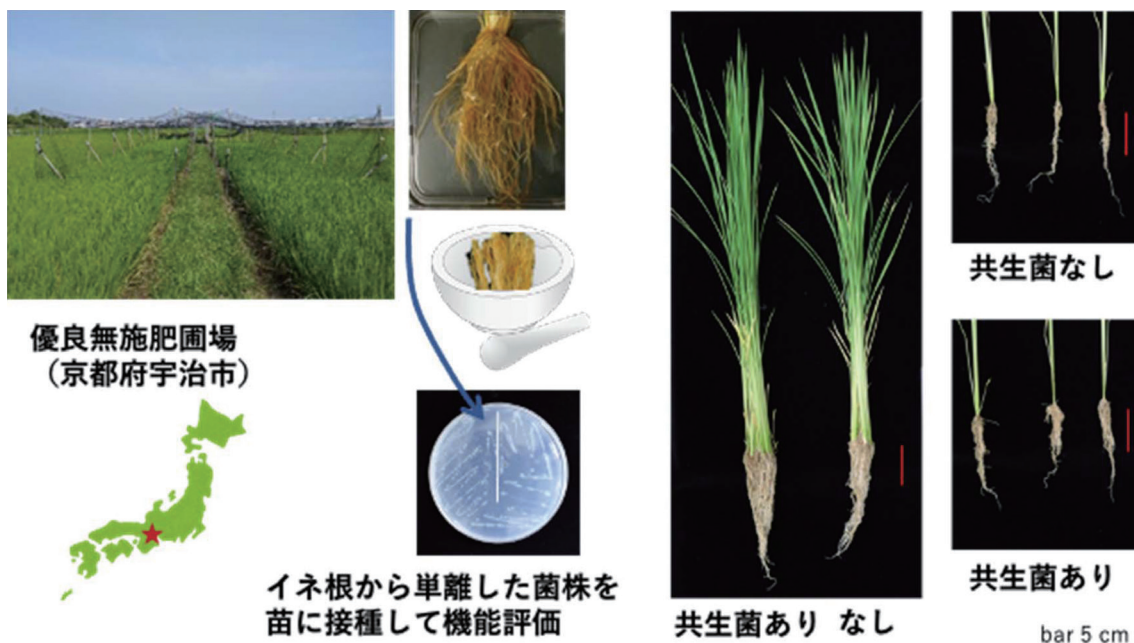 優良無施肥圃場
（京都府宇治市）
イネ根から単離した菌株を
苗に接種して機能評価
共生菌あり なし
共生菌なし
共生菌あり
bar 5 cm